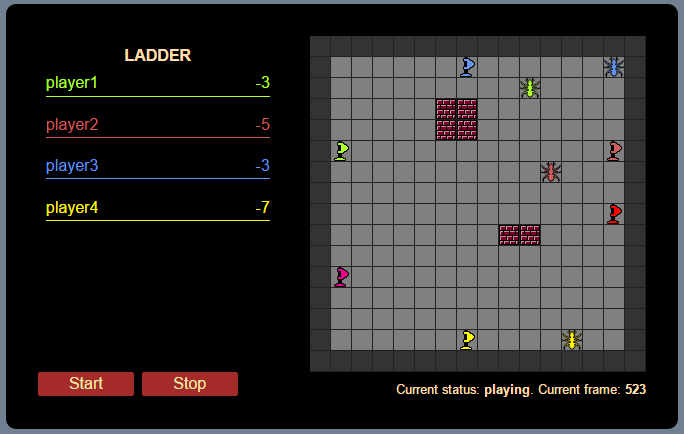 LADDER
player1 -3
player2 -5
player3 -3
player4 -7
Start Stop
Current status: playing. Current frame: 523